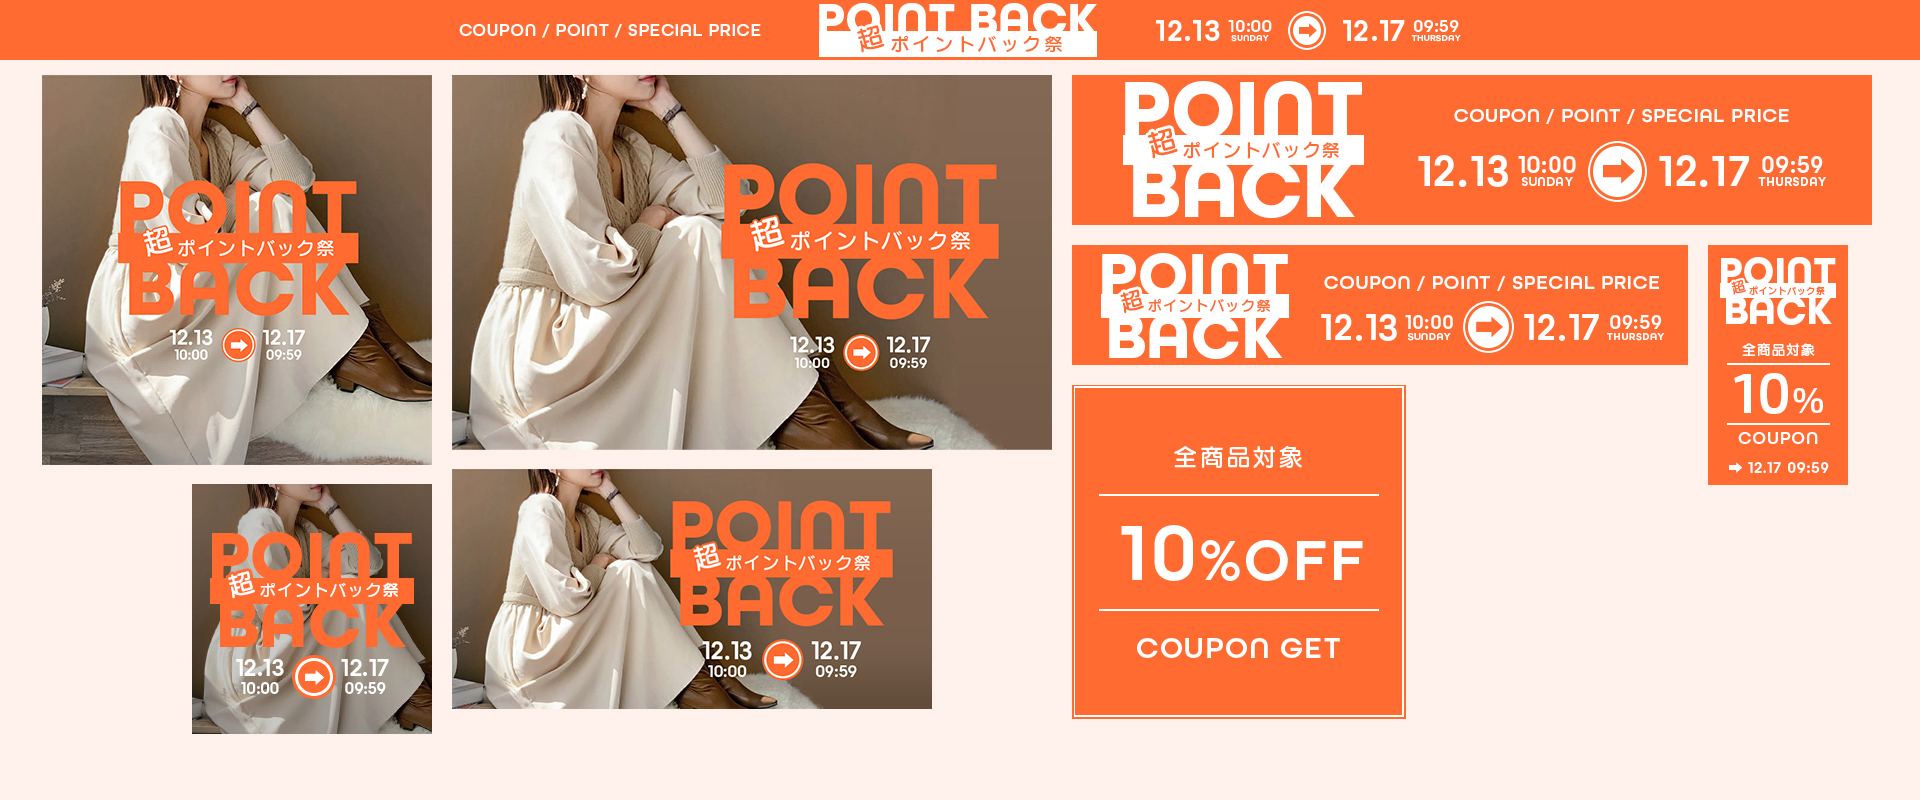 COUPON / POINT / SPECIAL PRICE
POINT BACK
超ポイントバック祭
12.13 10:00 SUNDAY
12.17 09:59 THURSDAY
POINT
超ポイントバック祭
BACK
12.13 12.17
10:00 09:59
POINT
超ポイントバック祭
BACK
12.13 12.17
10:00 09:59
POINT
超ポイントバック祭
BACK
COUPON / POINT / SPECIAL PRICE
12.13 10:00 SUNDAY
12.17 09:59 THURSDAY
POINT
超ポイントバック祭
BACK
COUPON / POINT / SPECIAL PRICE
12.13 10:00 SUNDAY
12.17 09:59 THURSDAY
POINT
超ポイントバック祭
BACK
全商品対象
10%
COUPON
12.17 09:59
全商品対象
10%OFF
COUPON GET
POINT
超ポイントバック祭
BACK
12.13 12.17
10:00 09:59
POINT
超ポイントバック祭
BACK
12.13 12.17
10:00 09:59